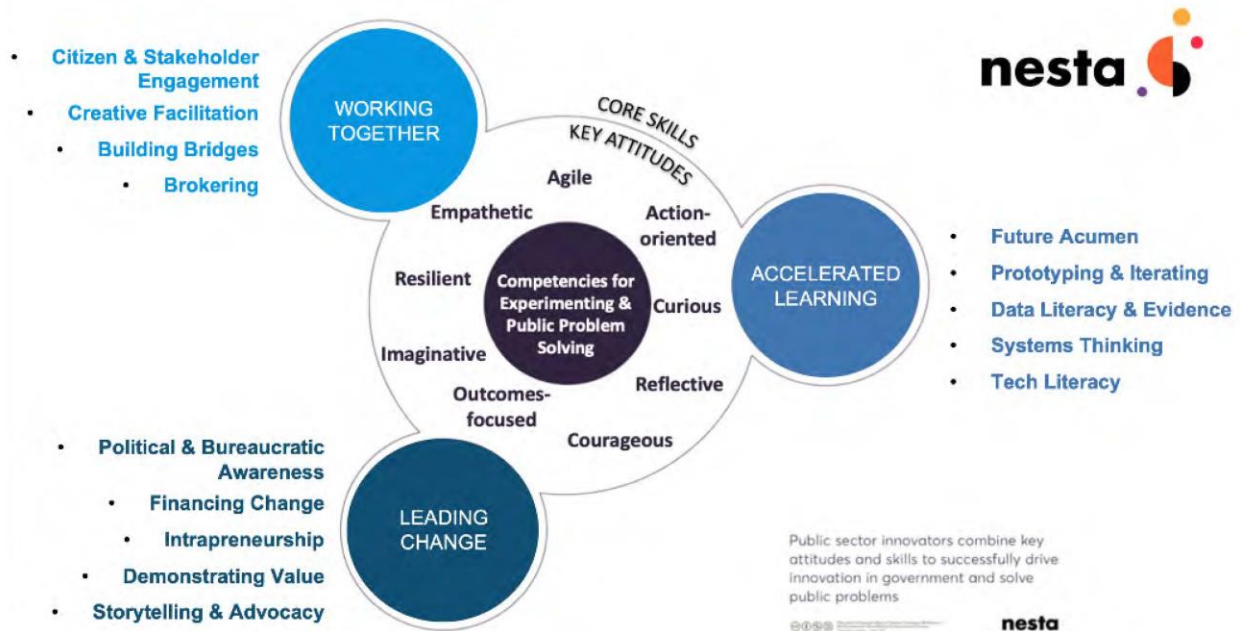 nesta
• Citizen & Stakeholder
Engagement
• Creative Facilitation
• Building Bridges
• Brokering
WORKING
TOGETHER
CORE SKILLS
KEY ATTITUDES
Agile
Empathetic
Action-
oriented
Resilient
Competencies for
Experimenting &
Public Problem
Solving
Curious
Imaginative
Reflective
Outcomes-
focused
Courageous
ACCELERATED
LEARNING
• Future Acumen
• Prototyping & Iterating
• Data Literacy & Evidence
• Systems Thinking
• Tech Literacy
• Political & Bureaucratic
Awareness
• Financing Change
• Intrapreneurship
• Demonstrating Value
• Storytelling & Advocacy
LEADING
CHANGE
Public sector innovators combine key
attitudes and skills to successfully drive
innovation in government and solve
public problems
nesta